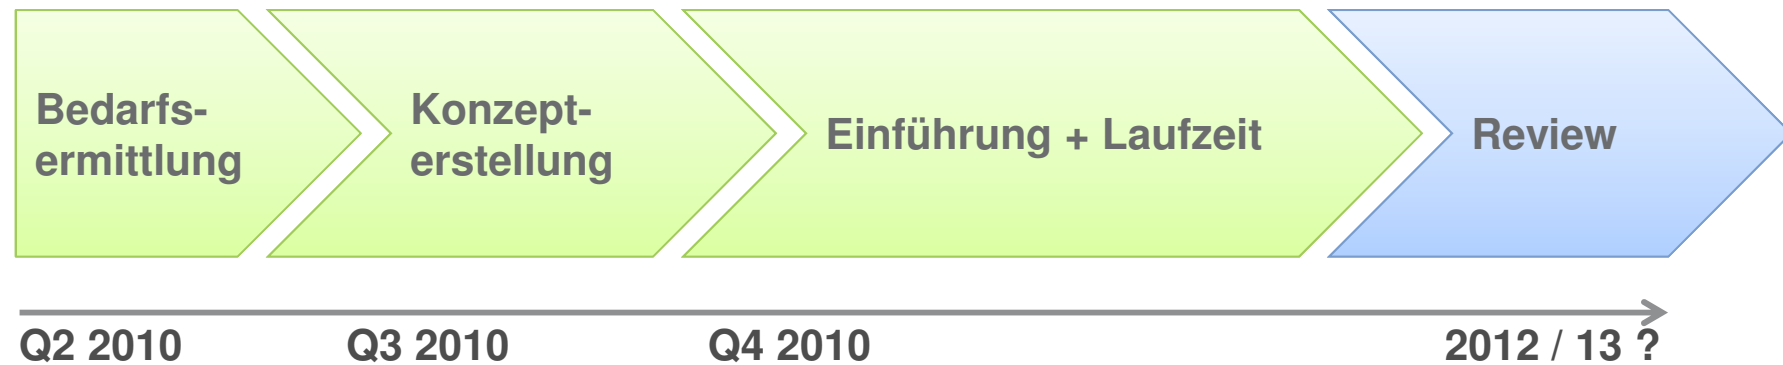 Bedarfs-
ermittlung
Konzept-
erstellung
Einführung + Laufzeit
Review
Q2 2010
Q3 2010
Q4 2010
2012 / 13 ?